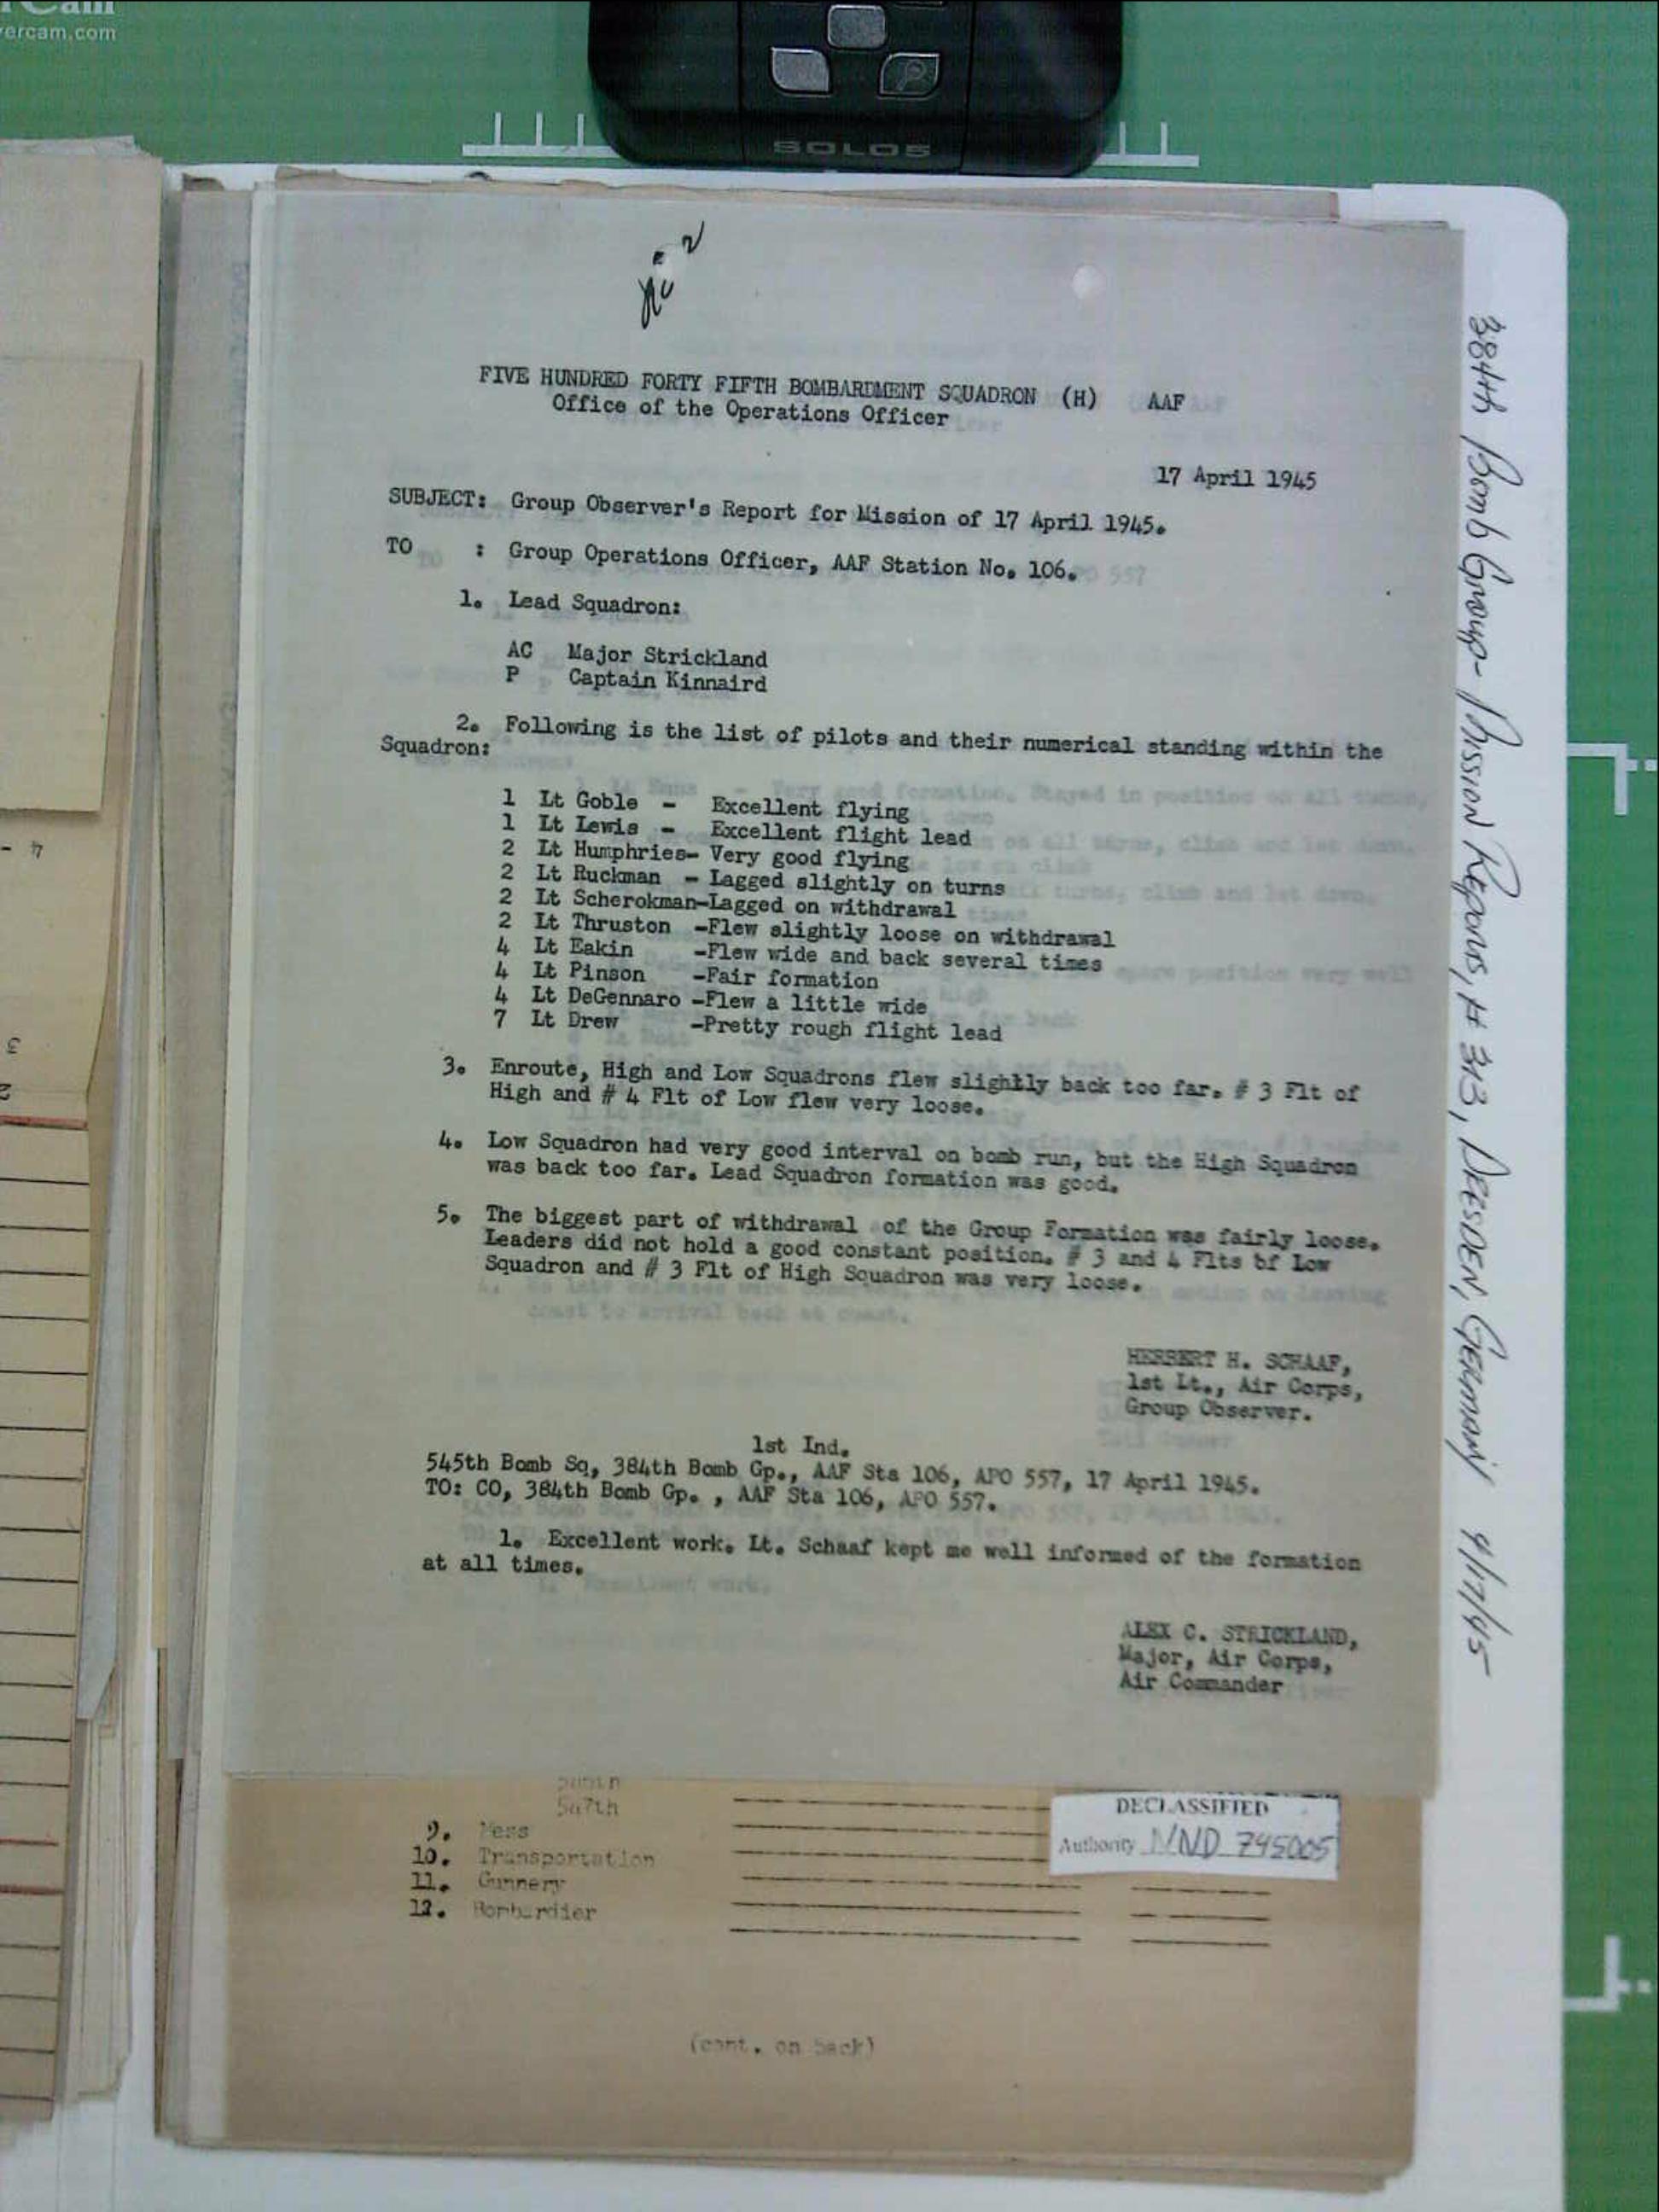 vercam.com
SOLOS
FIVE HUNDRED FORTY FIFTH BOMBARDMENT SQUADRON (H) AAF
Office of the Operations Officer
17 April 1945
SUBJECT: Group Observer's Report for Mission of 17 April 1945.
TO : Group Operations Officer, AAF Station No. 106.
1. Lead Squadron:
AC Major Strickland
P Captain Kinnaird
2. Following is the list of pilots and their numerical standing within the
Squadron:
1 Lt Goble - Excellent flying
1 Lt Lewis - Excellent flight lead
2 Lt Humphries- Very good flying
2 Lt Ruckman - Lagged slightly on turns
2 Lt Scherokman-Lagged on withdrawal
2 Lt Thruston -Flew slightly loose on withdrawal
4 Lt Eakin -Flew wide and back several times
4 Lt Pinson -Fair formation
4 Lt DeGennaro -Flew a little wide
7 Lt Drew -Pretty rough flight lead
3. Enroute, High and Low Squadrons flew slightly back too far. # 3 Flt of
High and # 4 Flt of Low flew very loose.
4. Low Squadron had very good interval on bomb run, but the High Squadron
was back too far. Lead Squadron formation was good.
5. The biggest part of withdrawal of the Group Formation was fairly loose.
Leaders did not hold a good constant position. # 3 and 4 Flts bf Low
Squadron and # 3 Flt of High Squadron was very loose.
HERBERT H. SCHAAF,
1st Lt., Air Corps,
Group Observer.
1st Ind.
545th Bomb Sq, 384th Bomb Gp., AAF Sta 106, APO 557, 17 April 1945.
TO: CO, 384th Bomb Gp. , AAF Sta 106, APO 557.
1. Excellent work. Lt. Schaaf kept me well informed of the formation
at all times.
ALEX C. STRICKLAND,
Major, Air Corps,
Air Commander
547th
9. Mess
10. Transportation
11. Gunnery
12. Bombardier
(cont. on back)
DECLASSIFIED
Authority NND 745005
384th Bomb Group- Mission Reports, # 313, DRESDEN, GERMANY 4/17/45